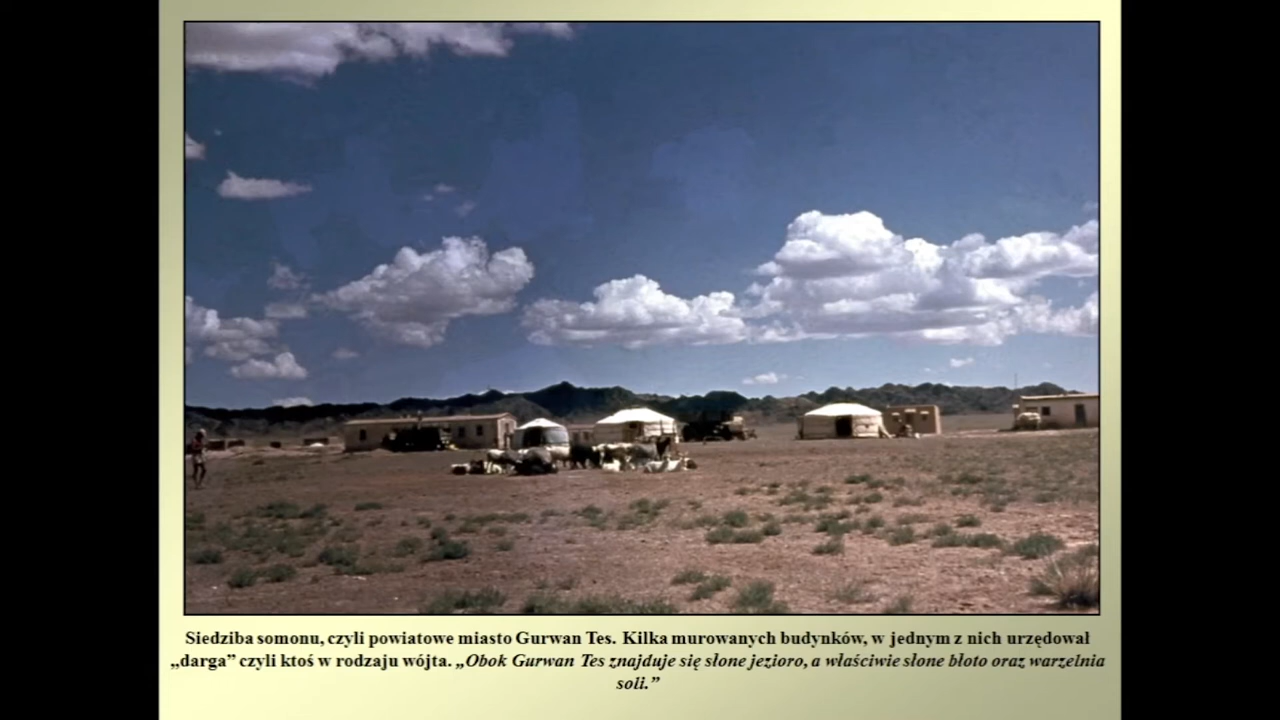 Siedziba somonu, czyli powiatowe miasto Gurwan Tes. Kilka murowanych budynków, w jednym z nich urzędował
„darga” czyli ktoś w rodzaju wójta. „Obok Gurwan Tes znajduje się słone jezioro, a właściwie słone błoto oraz warzelnia
soli.”